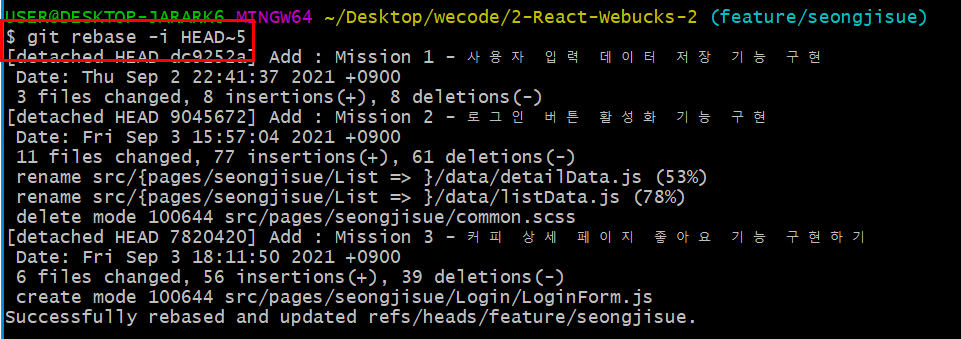 USER@DESKTOP-JARARK6 MINGW64 ~/Desktop/wecode/2-React-Webucks-2 (feature/seongjisue)
$ git rebase -i HEAD~5
[detached HEAD dc9252a] Add : Mission 1 - 사용자 입력 데이터 저장 기능 구현
 Date: Thu Sep 2 22:41:37 2021 +0900
 3 files changed, 8 insertions(+), 8 deletions(-)
[detached HEAD 9045672] Add : Mission 2 - 로그인 버튼 활성화 기능 구현
 Date: Fri Sep 3 15:57:04 2021 +0900
 11 files changed, 77 insertions(+), 61 deletions(-)
 rename src/{pages/seongjisue/List => }/data/detailData.js (53%)
 rename src/{pages/seongjisue/List => }/data/listData.js (78%)
 delete mode 100644 src/pages/seongjisue/common.scss
[detached HEAD 7820420] Add : Mission 3 - 커피 상세 페이지 좋아요 기능 구현하기
 Date: Fri Sep 3 18:11:50 2021 +0900
 6 files changed, 56 insertions(+), 39 deletions(-)
 create mode 100644 src/pages/seongjisue/Login/LoginForm.js
Successfully rebased and updated refs/heads/feature/seongjisue.